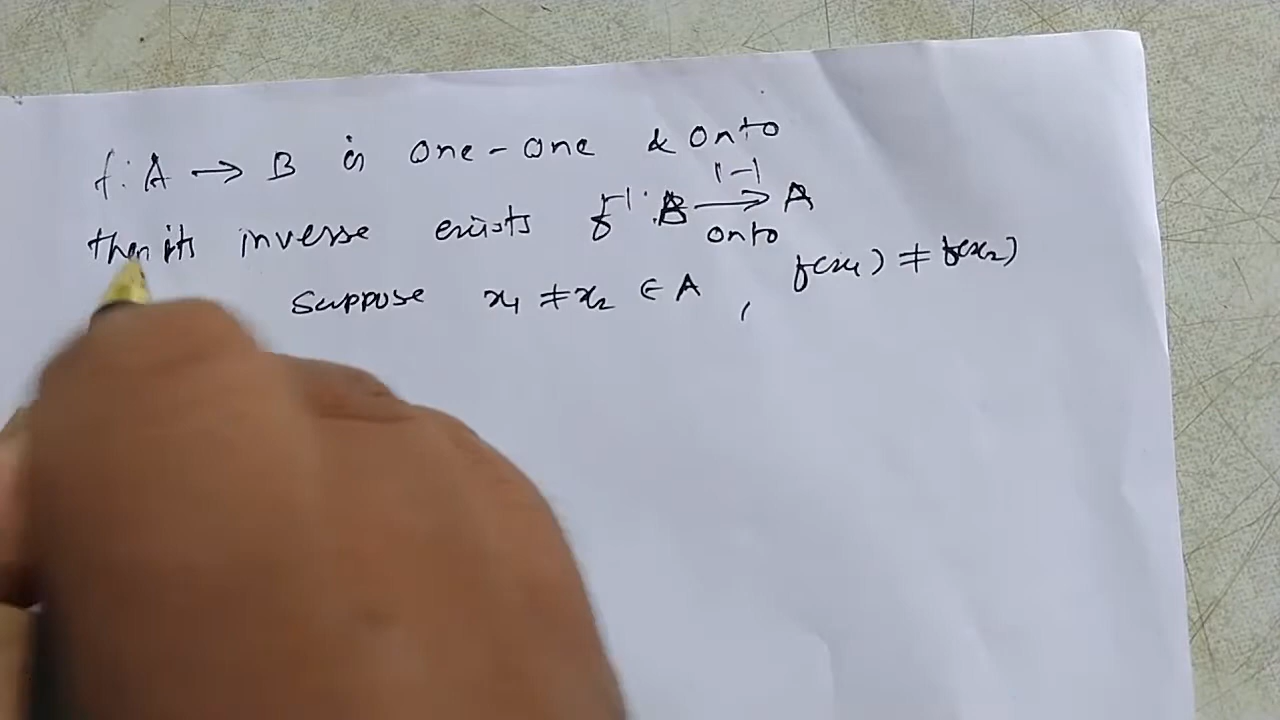 f: A → B is one-one & onto
then its inverse exists f⁻¹: B 1-1→ A
onto
Suppose x₁ ≠ x₂ ∈ A , f(x₁) ≠ f(x₂)